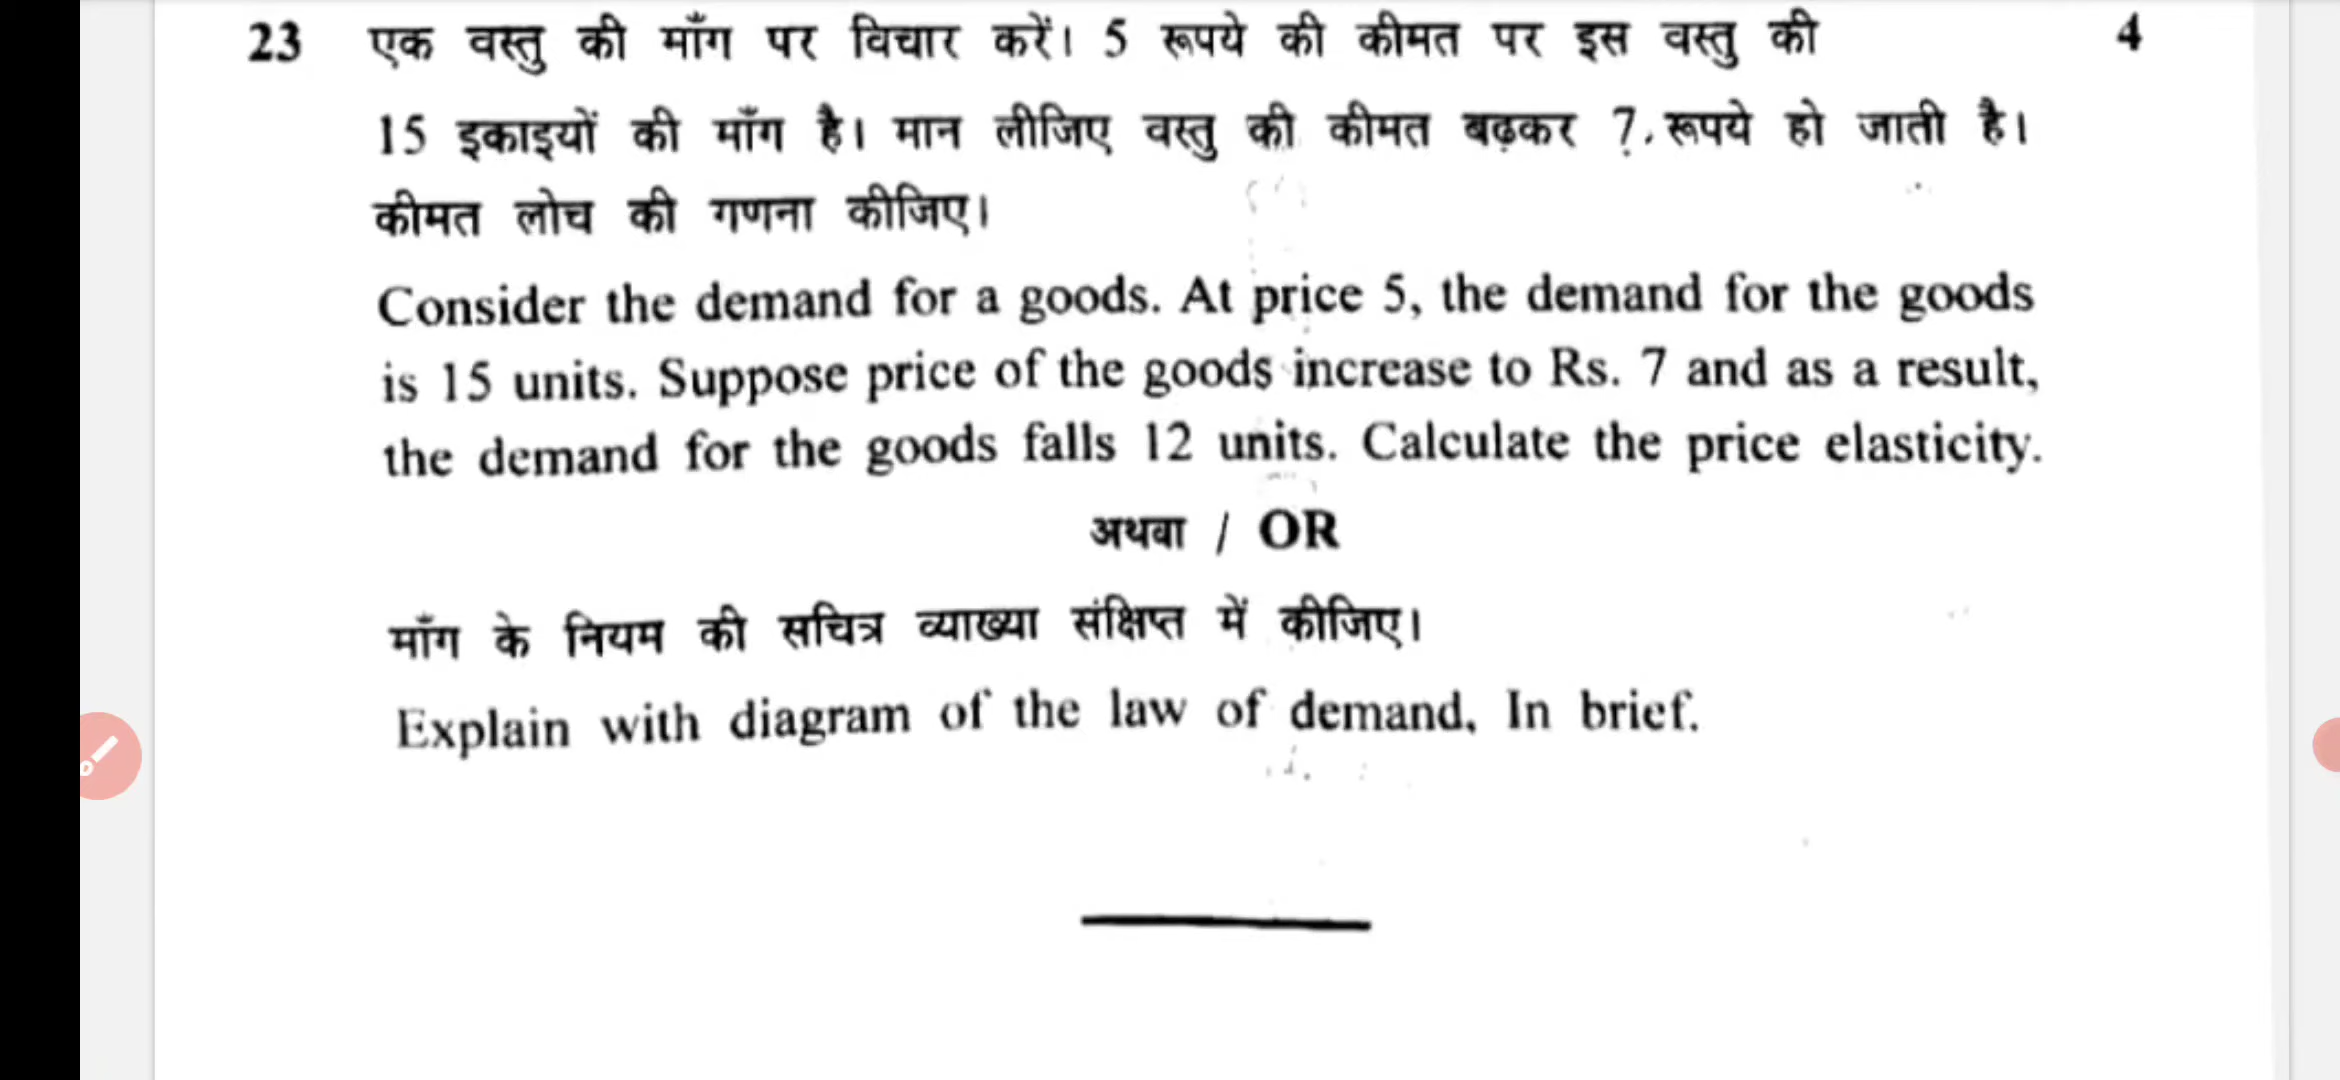 23 एक वस्तु की माँग पर विचार करें। 5 रूपये की कीमत पर इस वस्तु की 4
15 इकाइयों की माँग है। मान लीजिए वस्तु की कीमत बढ़कर 7. रूपये हो जाती है।
कीमत लोच की गणना कीजिए।
Consider the demand for a goods. At price 5, the demand for the goods
is 15 units. Suppose price of the goods increase to Rs. 7 and as a result,
the demand for the goods falls 12 units. Calculate the price elasticity.
अथवा / OR
माँग के नियम की सचित्र व्याख्या संक्षिप्त में कीजिए।
Explain with diagram of the law of demand, In brief.